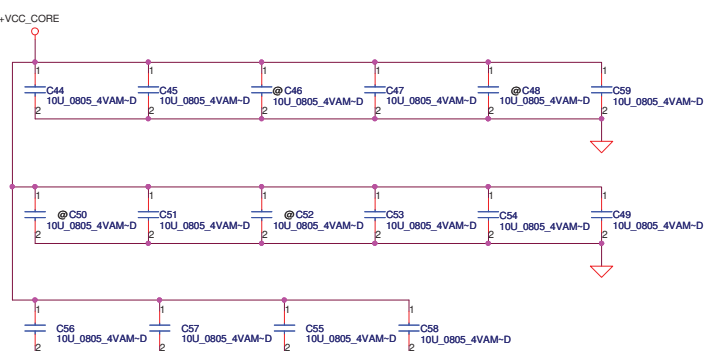 +VCC_CORE
1 1 1 1 1 1
C44 C45 @C46 C47 @C48 C59
10U_0805_4VAM~D 10U_0805_4VAM~D 10U_0805_4VAM~D 10U_0805_4VAM~D 10U_0805_4VAM~D 10U_0805_4VAM~D
2 2 2 2 2 2
1 1 1 1 1 1
@C50 C51 @C52 C53 C54 C49
10U_0805_4VAM~D 10U_0805_4VAM~D 10U_0805_4VAM~D 10U_0805_4VAM~D 10U_0805_4VAM~D 10U_0805_4VAM~D
2 2 2 2 2 2
1 1 1 1
C56 C57 C55 C58
10U_0805_4VAM~D 10U_0805_4VAM~D 10U_0805_4VAM~D 10U_0805_4VAM~D
2 2 2 2